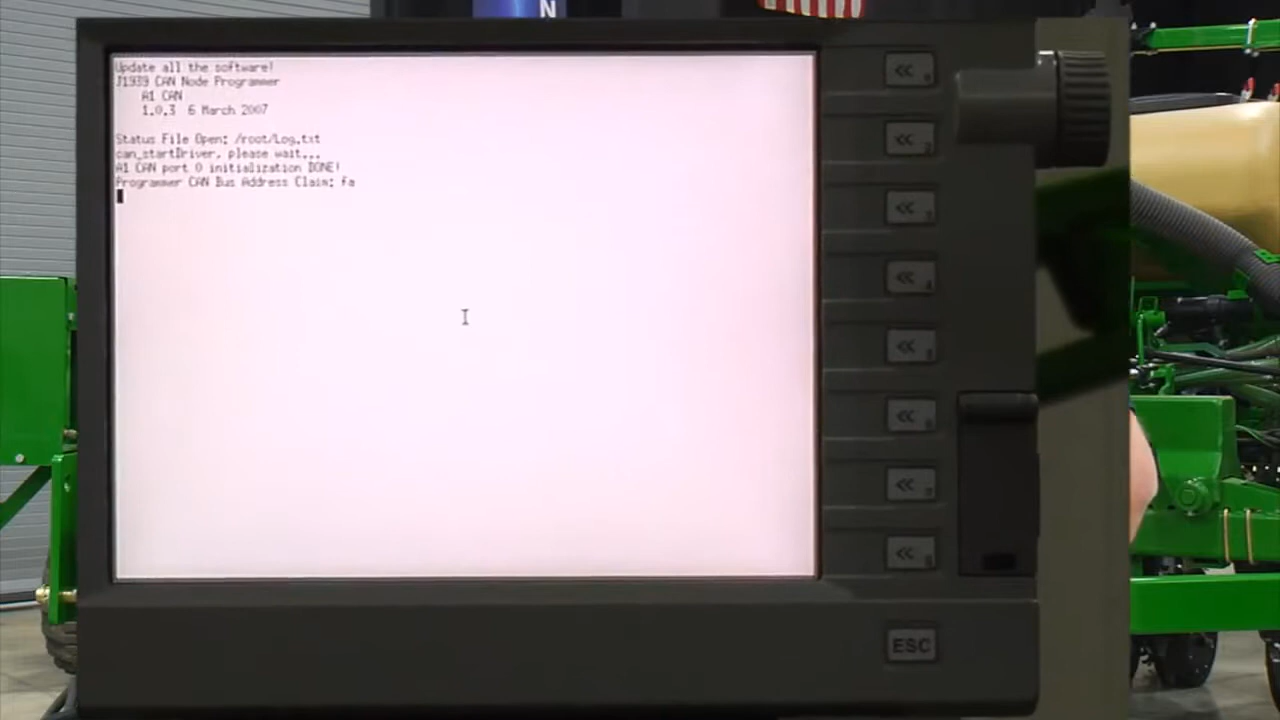 N
Update all the software!
J1939 CAN Node Programmer
A1 CAN
1.0.3 6 March 2007
Status File Open: /root/Log.txt
can_startDriver, please wait...
A1 CAN port 0 initialization DONE!
Programmer CAN Bus Address Claim: fa
ESC